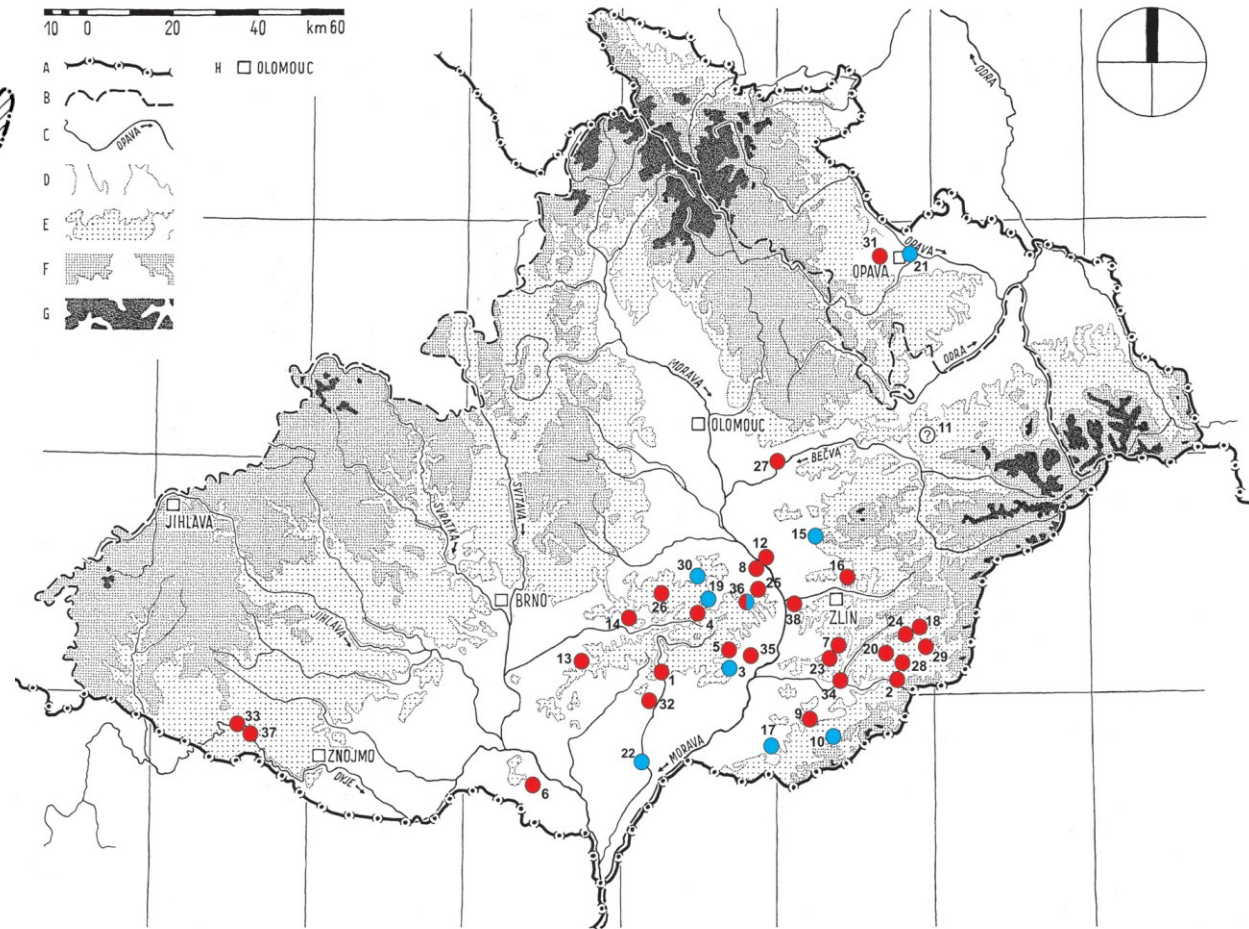 10 0 20 40 km 60
A
H OLOMOUC
B
C OPAVA
D
E
F
G
ODRA
31
OPAVA
OPAVA
21
ODRA
MORAVA
OLOMOUC
11
?
27
BEČVA
JIHLAVA
SVRATKA
SVITAVA
15
12
8
30
16
25
19
36
26
BRNO
38
ZLÍN
14
4
18
24
JIHLAVA
7
5
35
20
29
13
23
28
3
1
34
2
32
9
33
17
10
37
MORAVA
ZNOJMO
22
DYJE
6